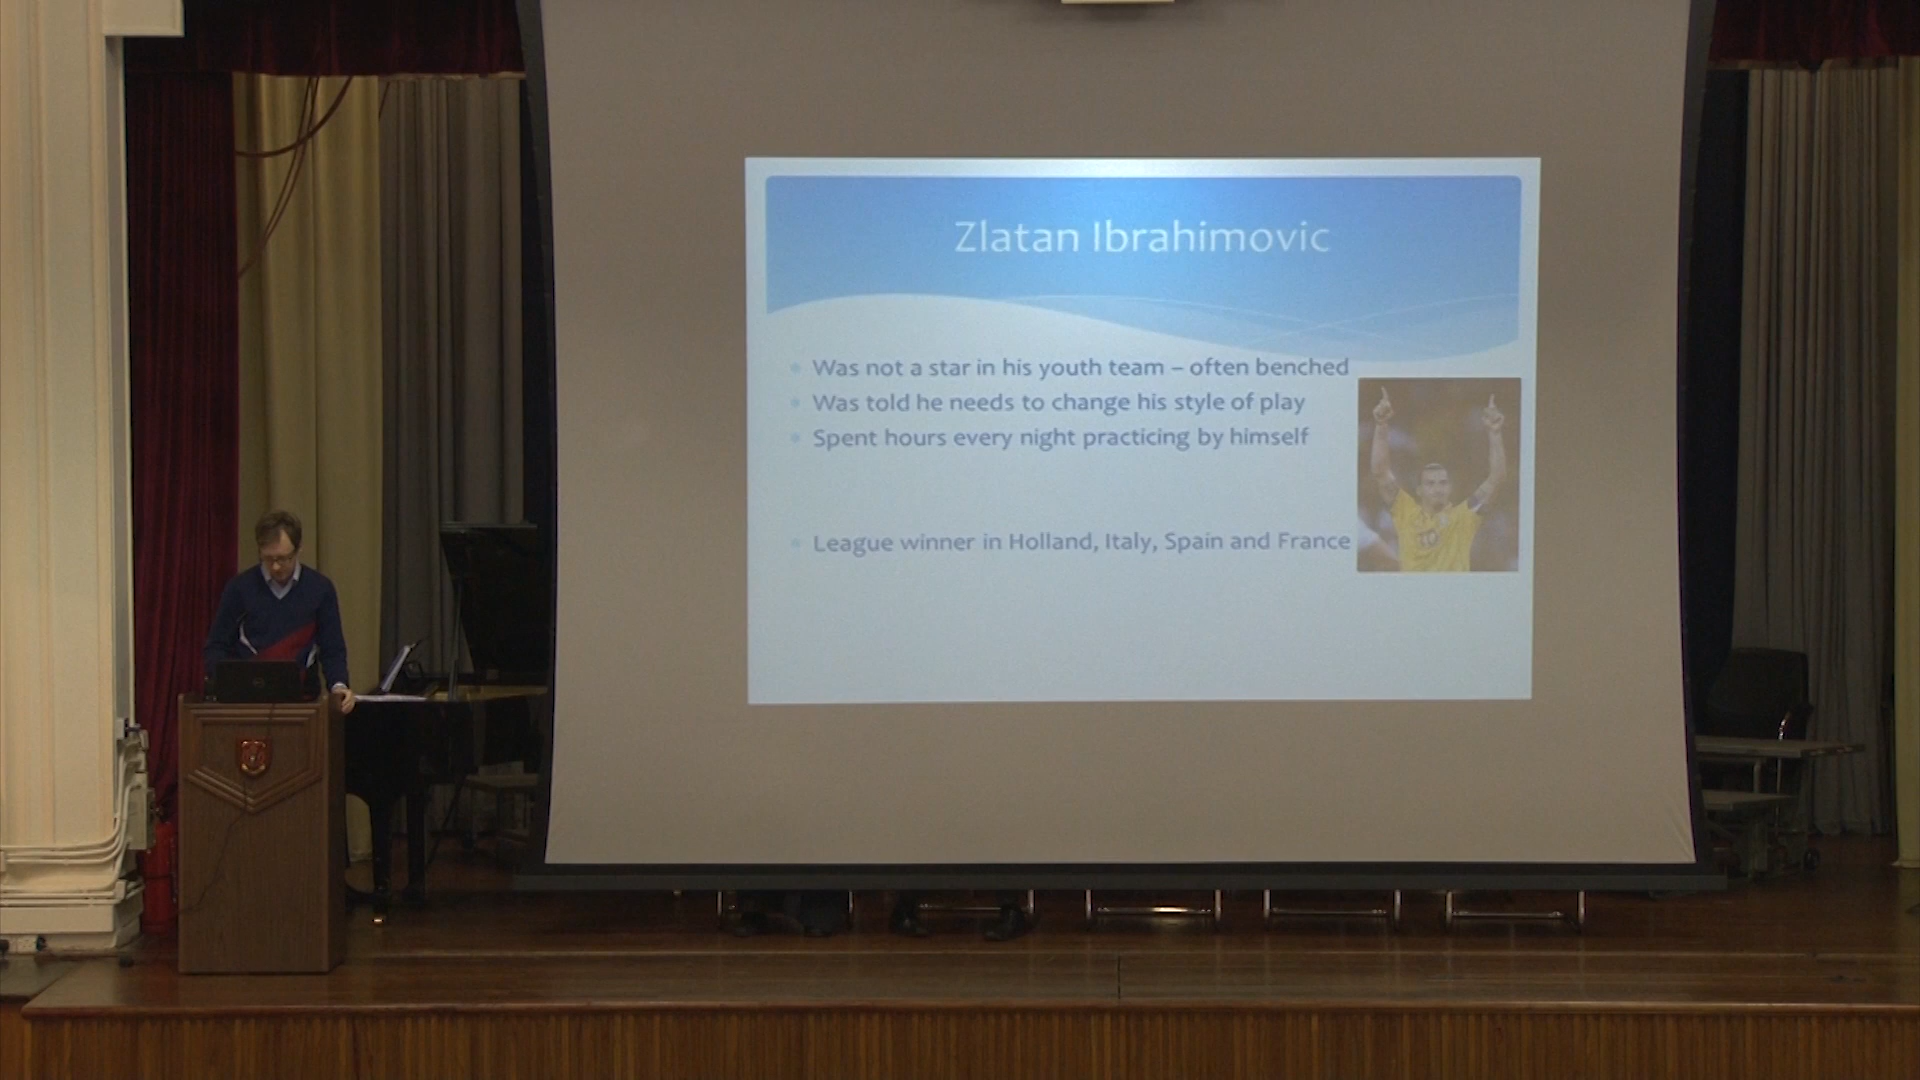 Zlatan Ibrahimovic
Was not a star in his youth team – often benched
Was told he needs to change his style of play
Spent hours every night practicing by himself
League winner in Holland, Italy, Spain and France
10